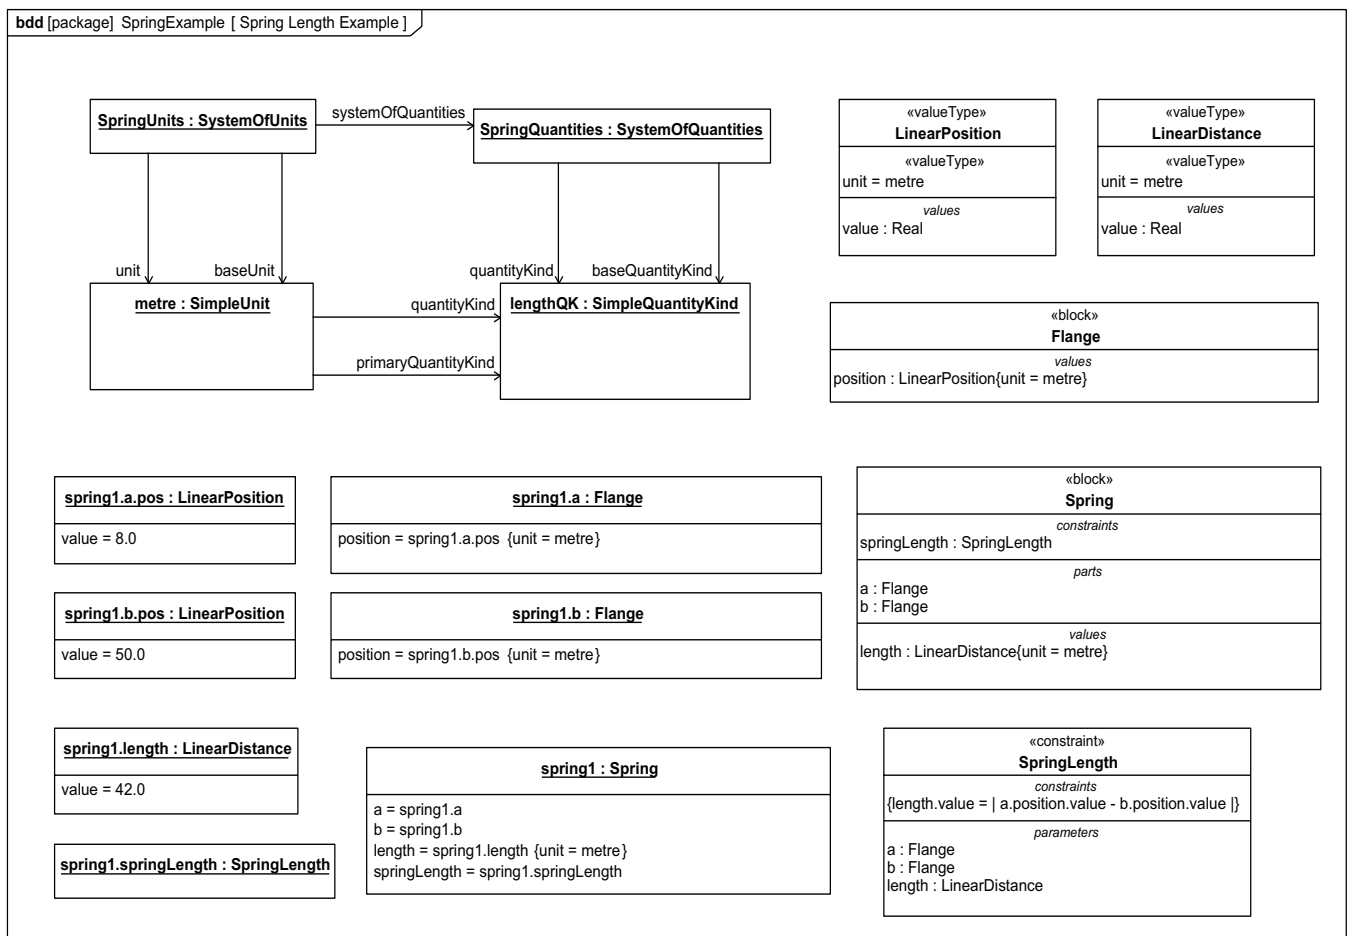 bdd [package] SpringExample [ Spring Length Example ]
SpringUnits : SystemOfUnits
systemOfQuantities
SpringQuantities : SystemOfQuantities
unit
baseUnit
quantityKind
baseQuantityKind
metre : SimpleUnit
quantityKind
primaryQuantityKind
lengthQK : SimpleQuantityKind
«valueType»
LinearPosition
«valueType»
unit = metre
values
value : Real
«valueType»
LinearDistance
«valueType»
unit = metre
values
value : Real
«block»
Flange
values
position : LinearPosition{unit = metre}
spring1.a.pos : LinearPosition
value = 8.0
spring1.a : Flange
position = spring1.a.pos {unit = metre}
spring1.b.pos : LinearPosition
value = 50.0
spring1.b : Flange
position = spring1.b.pos {unit = metre}
«block»
Spring
constraints
springLength : SpringLength
parts
a : Flange
b : Flange
values
length : LinearDistance{unit = metre}
spring1.length : LinearDistance
value = 42.0
spring1.springLength : SpringLength
spring1 : Spring
a = spring1.a
b = spring1.b
length = spring1.length {unit = metre}
springLength = spring1.springLength
«constraint»
SpringLength
constraints
{length.value = | a.position.value - b.position.value |}
parameters
a : Flange
b : Flange
length : LinearDistance